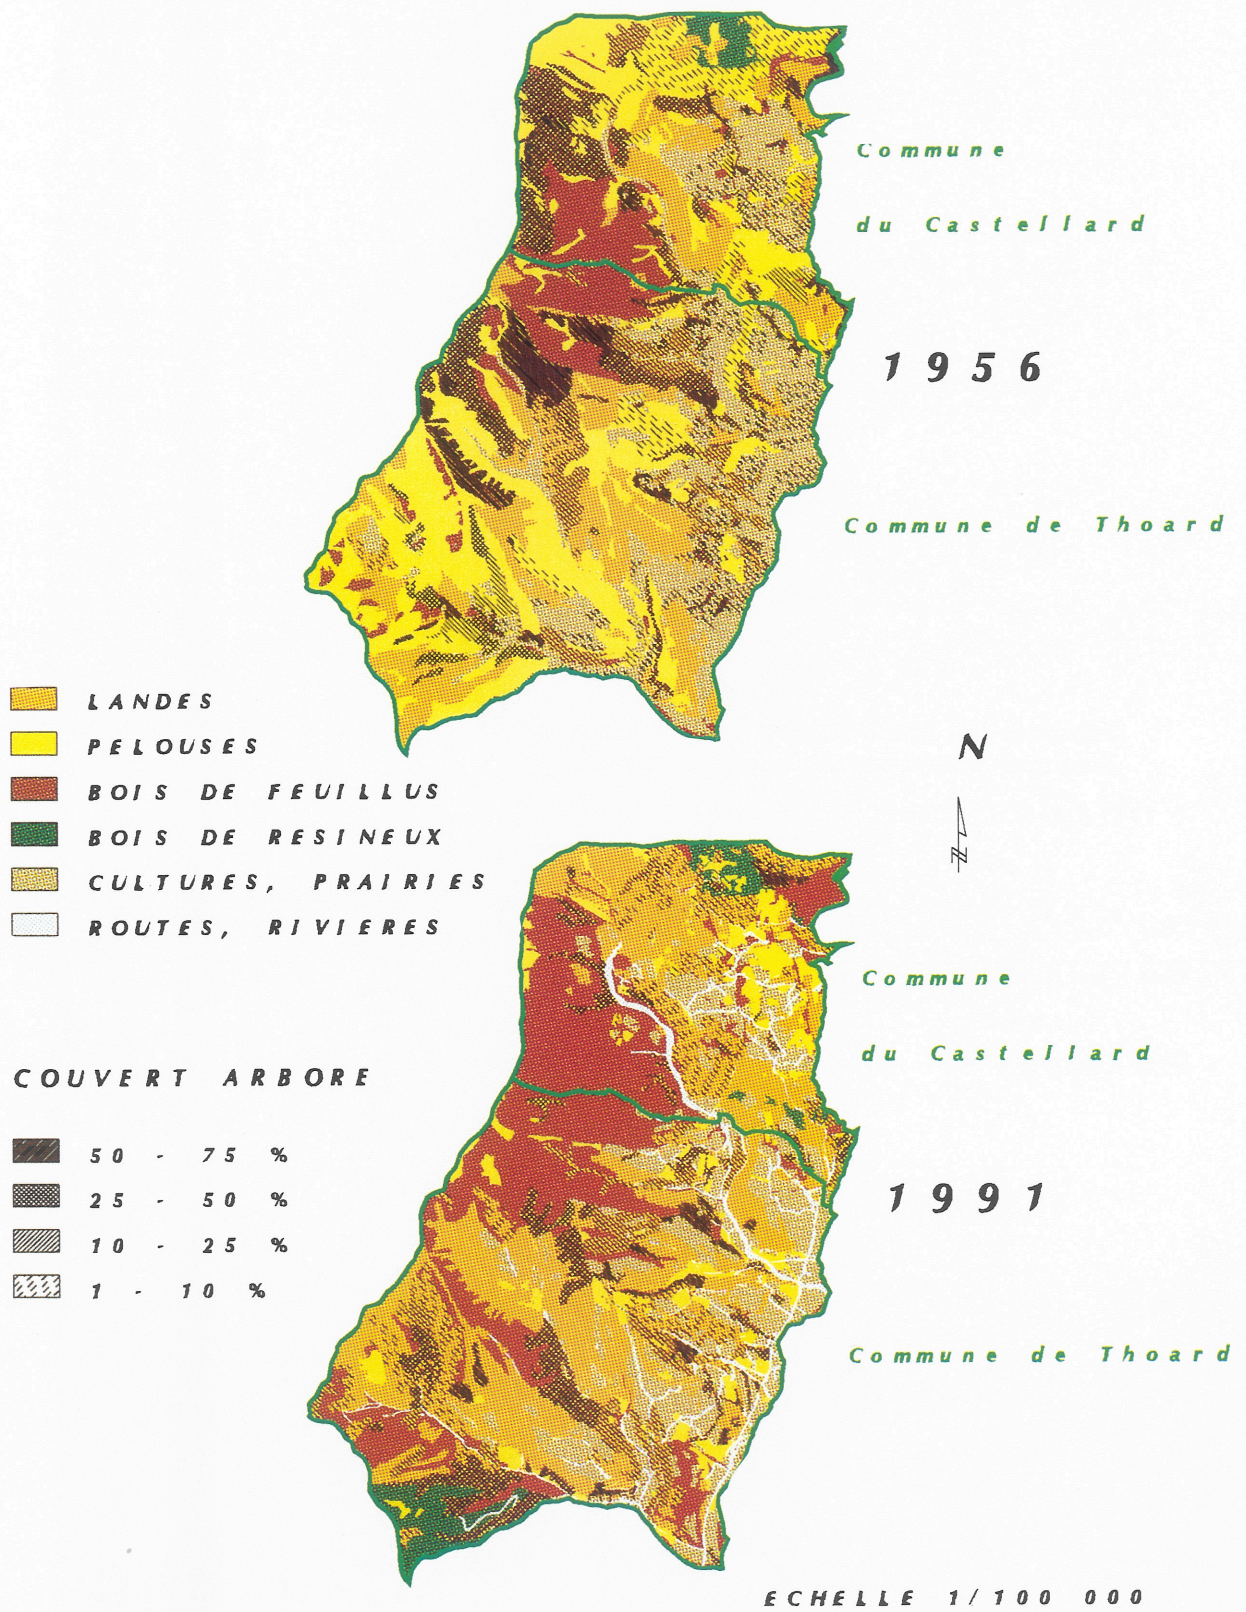 Commune
du Castellard
1956
Commune de Thoard
LANDES
PELOUSES
BOIS DE FEUILLUS
BOIS DE RESINEUX
CULTURES, PRAIRIES
ROUTES, RIVIERES
N
COUVERT ARBORE
50 - 75 %
25 - 50 %
10 - 25 %
1 - 10 %
Commune
du Castellard
1991
Commune de Thoard
ECHELLE 1/100 000